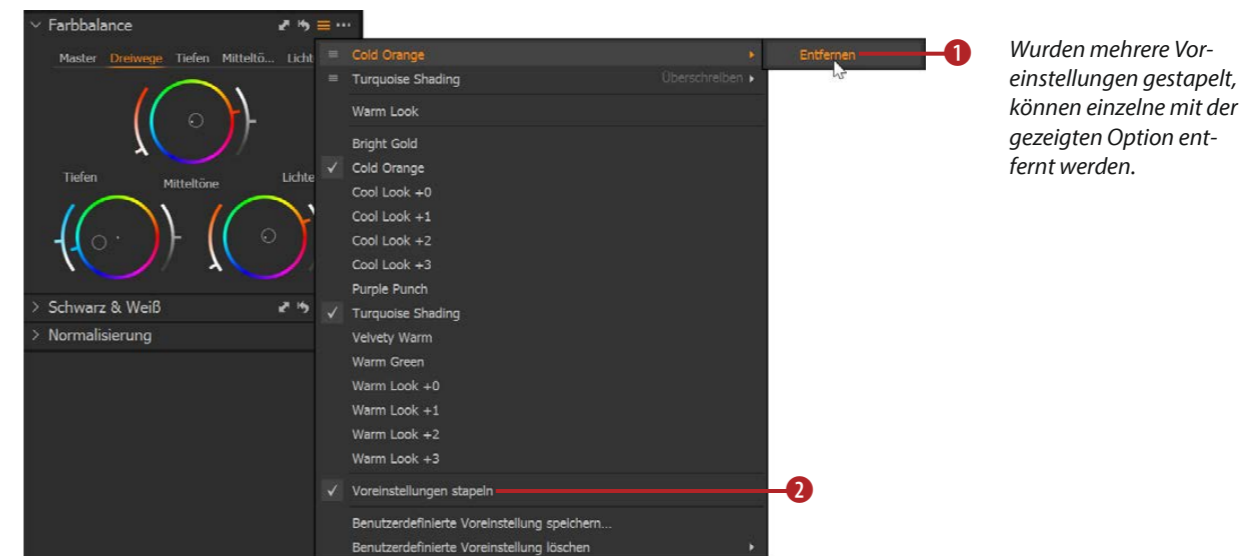 Farbbalance
Master Dreiwege Tiefen Mitteltö... Licht
Tiefen
Mitteltöne
Lichte
Schwarz & Weiß
Normalisierung
Cold Orange
Turquoise Shading Überschreiben
Warm Look
Bright Gold
Cold Orange
Cool Look +0
Cool Look +1
Cool Look +2
Cool Look +3
Purple Punch
Turquoise Shading
Velvety Warm
Warm Green
Warm Look +0
Warm Look +1
Warm Look +2
Warm Look +3
Voreinstellungen stapeln
2
Benutzerdefinierte Voreinstellung speichern...
Benutzerdefinierte Voreinstellung löschen
Entfernen
1
Wurden mehrere Vor-
einstellungen gestapelt,
können einzelne mit der
gezeigten Option ent-
fernt werden.